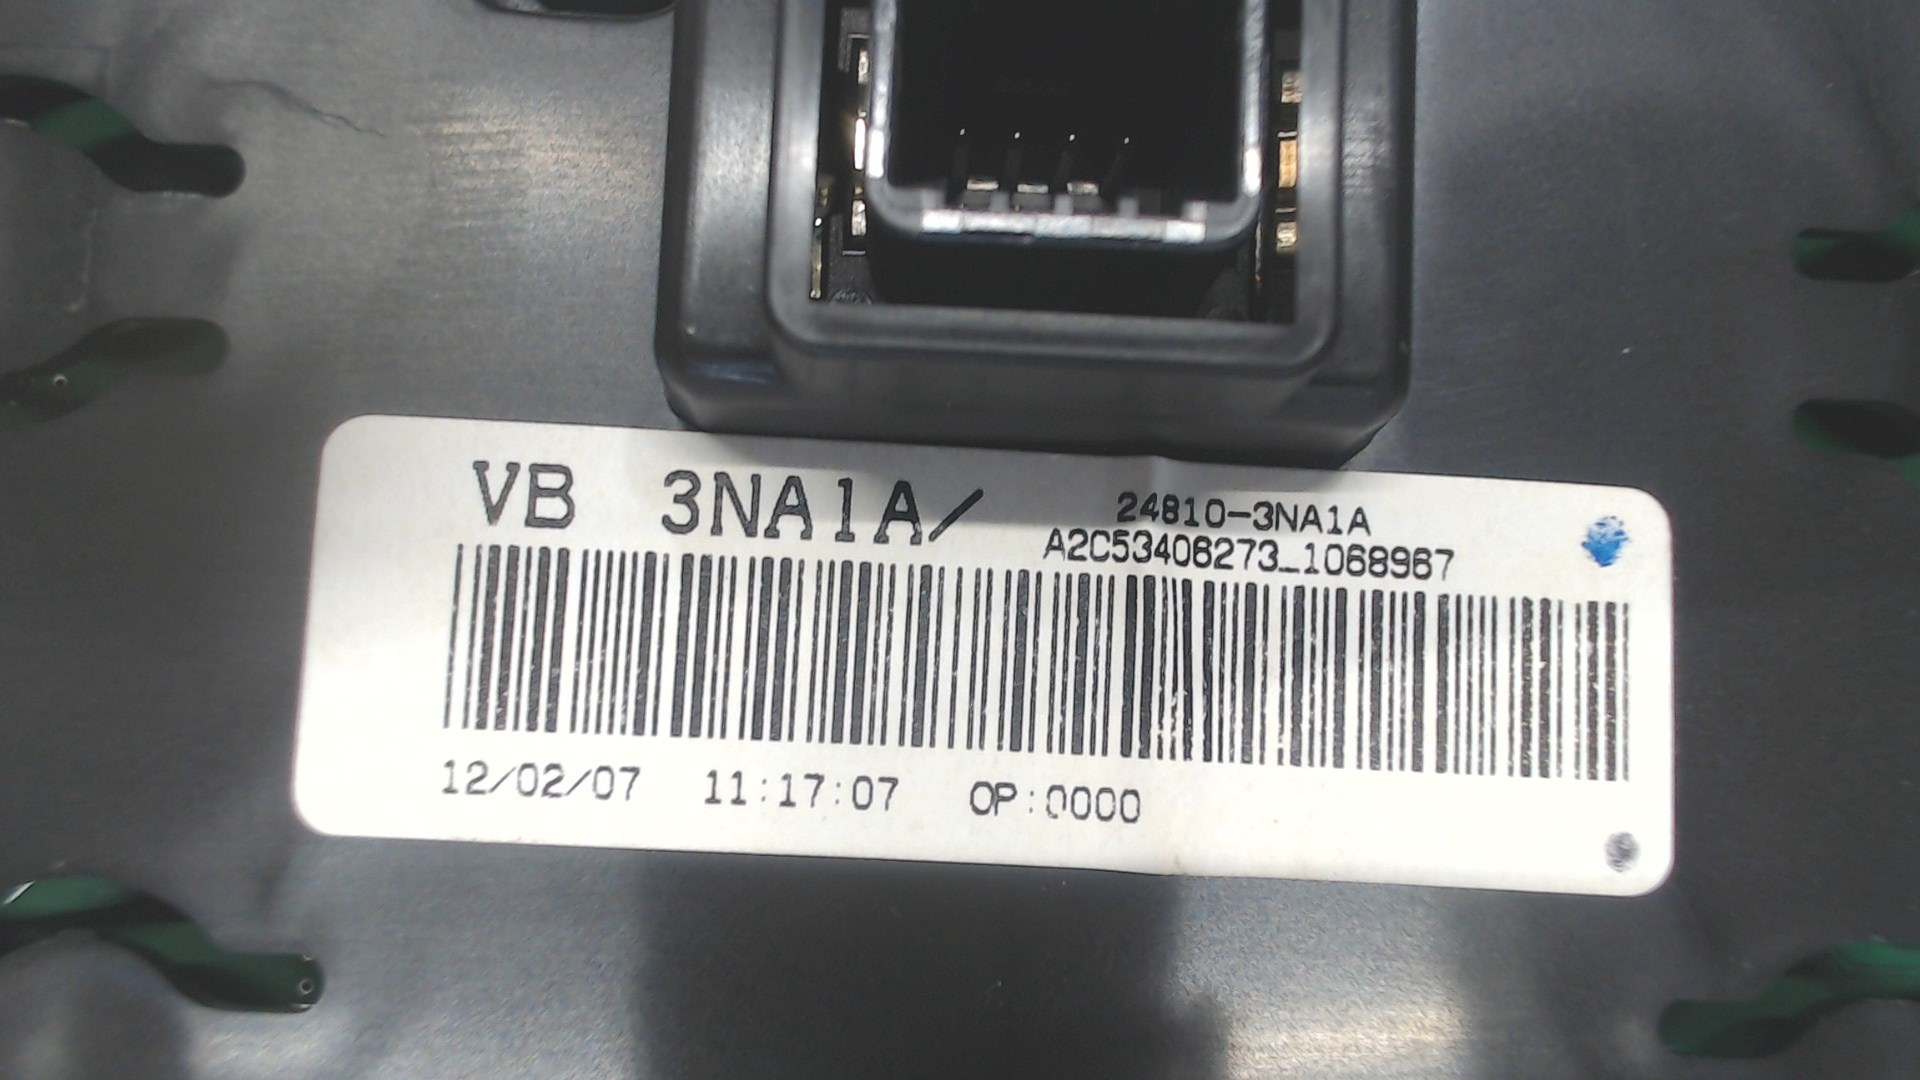 VB 3NA1A/
24810-3NA1A
A2C53406273_1068967
12/02/07 11:17:07 OP:0000